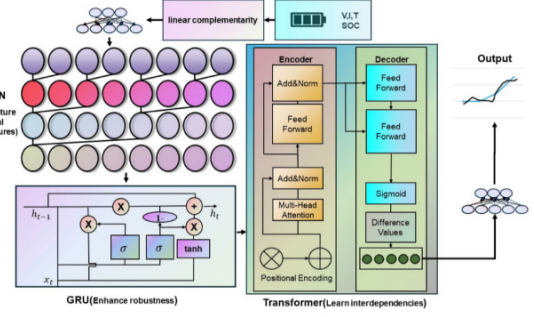 linear complementarity
V,I,T
SOC
N
ture
al
ures)
Encoder
Add&Norm
Feed
Forward
Add&Norm
Multi-Head
Attention
Positional Encoding
Decoder
Feed
Forward
Feed
Forward
Sigmoid
Difference
Values
Output
h_{t-1}
X
+
h_t
1-
X
X
σ
σ
tanh
x_t
GRU(Enhance robustness)
Transformer(Learn interdependencies)